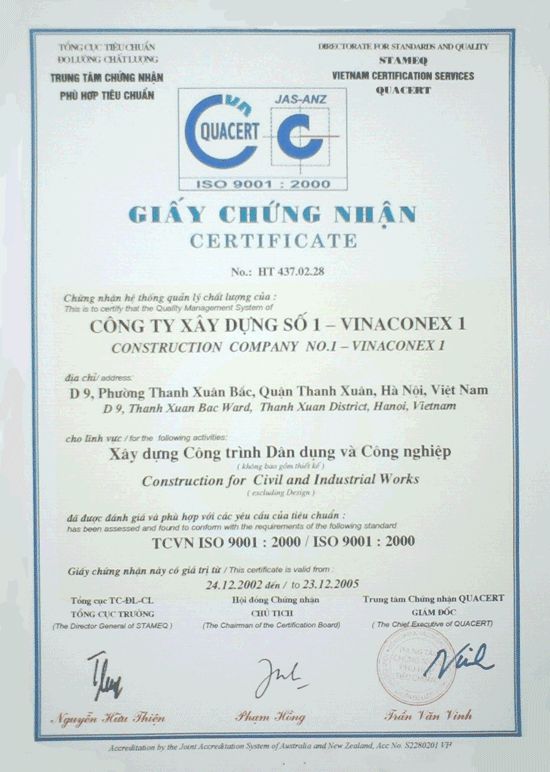 TỔNG CỤC TIÊU CHUẨN
ĐO LƯỜNG CHẤT LƯỢNG
TRUNG TÂM CHỨNG NHẬN
PHÙ HỢP TIÊU CHUẨN
DIRECTORATE FOR STANDARDS AND QUALITY
STAMEQ
VIETNAM CERTIFICATION SERVICES
QUACERT
vn
QUACERT
JAS-ANZ
ISO 9001 : 2000
GIẤY CHỨNG NHẬN
CERTIFICATE
No.: HT 437.02.28
Chứng nhận hệ thống quản lý chất lượng của :
This is to certify that the Quality Management System of
CÔNG TY XÂY DỰNG SỐ 1 – VINACONEX 1
CONSTRUCTION COMPANY NO.1 – VINACONEX 1
địa chỉ/ address:
D 9, Phường Thanh Xuân Bắc, Quận Thanh Xuân, Hà Nội, Việt Nam
D 9, Thanh Xuan Bac Ward, Thanh Xuan District, Hanoi, Vietnam
cho lĩnh vực / for the following activities:
Xây dựng Công trình Dân dụng và Công nghiệp
( không bao gồm thiết kế )
Construction for Civil and Industrial Works
( excluding Design )
đã được đánh giá và phù hợp với các yêu cầu của tiêu chuẩn :
has been assessed and found to conform with the requirements of the following standard
TCVN ISO 9001 : 2000 / ISO 9001 : 2000
Giấy chứng nhận này có giá trị từ / This certificate is valid from :
24.12.2002 đến / to 23.12.2005
Tổng cục TC-ĐL-CL
TỔNG CỤC TRƯỞNG
(The Director General of STAMEQ )
Hội đồng Chứng nhận
CHỦ TỊCH
(The Chairman of the Certification Board)
Trung tâm Chứng nhận QUACERT
GIÁM ĐỐC
( The Chief Executive of QUACERT)
TRUNG TÂM
CHỨNG NHẬN
PHÙ HỢP
TIÊU CHUẨN
Nguyễn Hữu Thiện
Phạm Hồng
Trần Văn Vinh
Accreditation by the Joint Accreditation System of Australia and New Zealand, Acc No. S2280201 VF